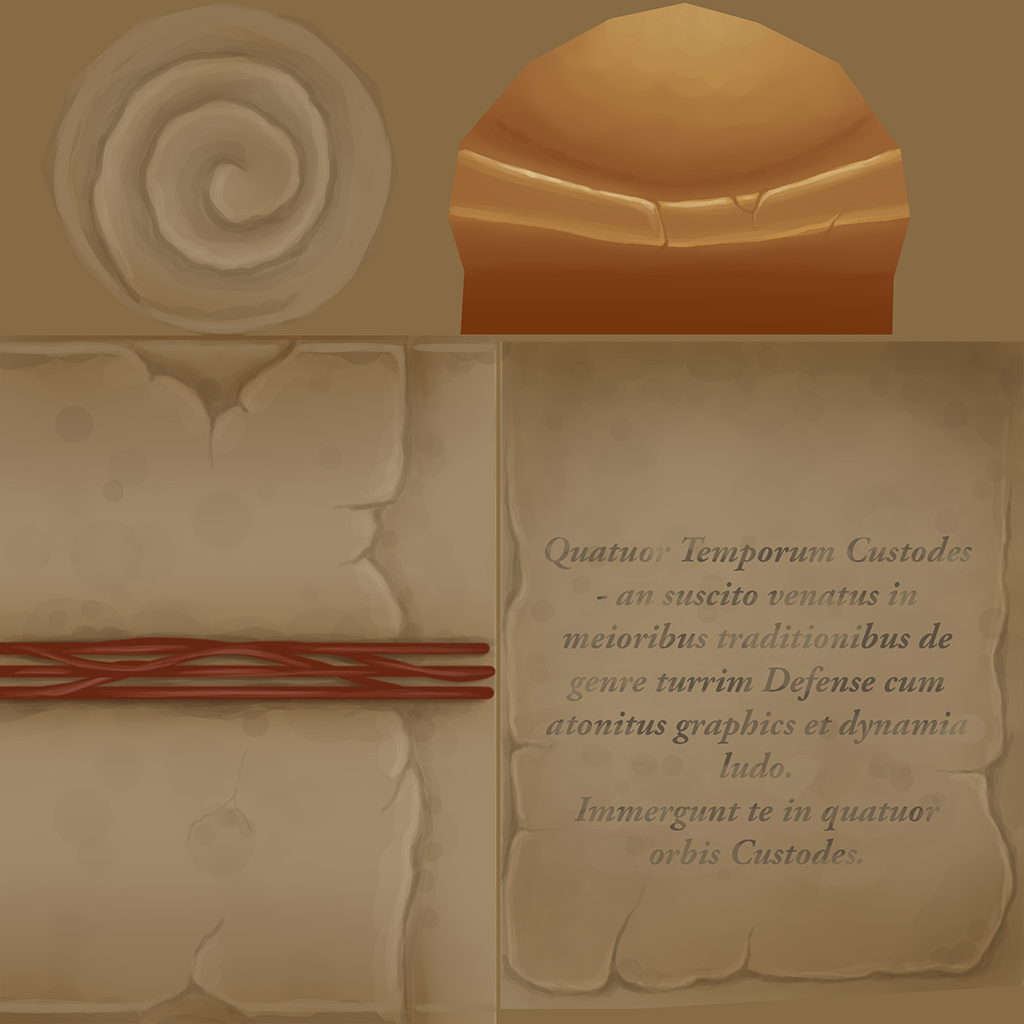 Quatuor Temporum Custodes
- an suscito venatus in
meioribus traditionibus de
genre turrim Defense cum
atonitus graphics et dynamia
ludo.
Immergunt te in quatuor
orbis Custodes.